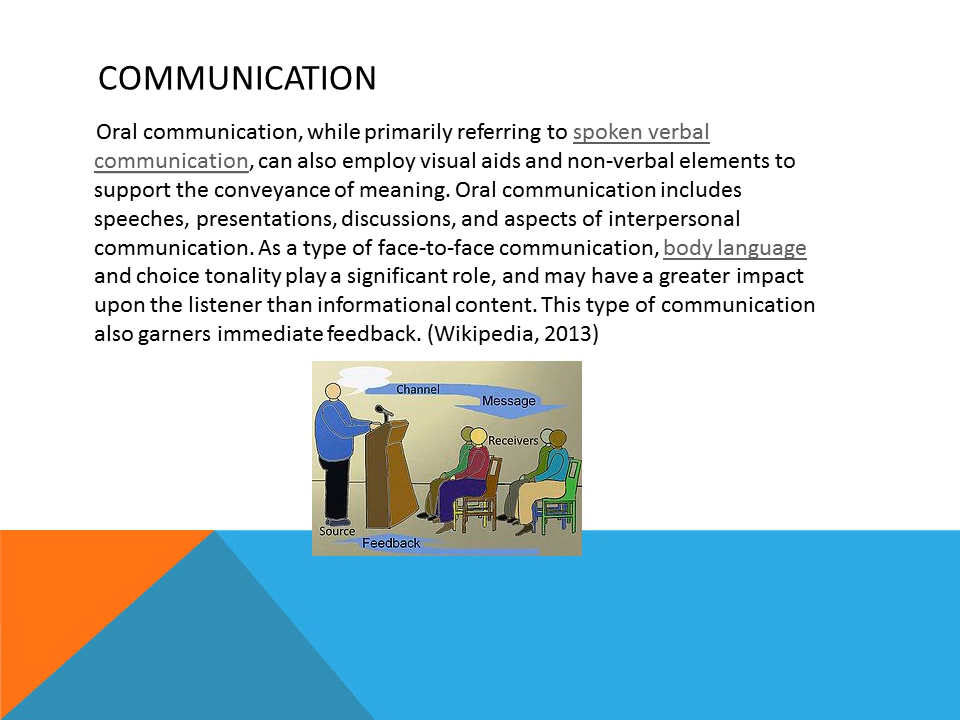 COMMUNICATION
Oral communication, while primarily referring to spoken verbal
communication, can also employ visual aids and non-verbal elements to
support the conveyance of meaning. Oral communication includes
speeches, presentations, discussions, and aspects of interpersonal
communication. As a type of face-to-face communication, body language
and choice tonality play a significant role, and may have a greater impact
upon the listener than informational content. This type of communication
also garners immediate feedback. (Wikipedia, 2013)
Channel
Message
Receivers
Source
Feedback